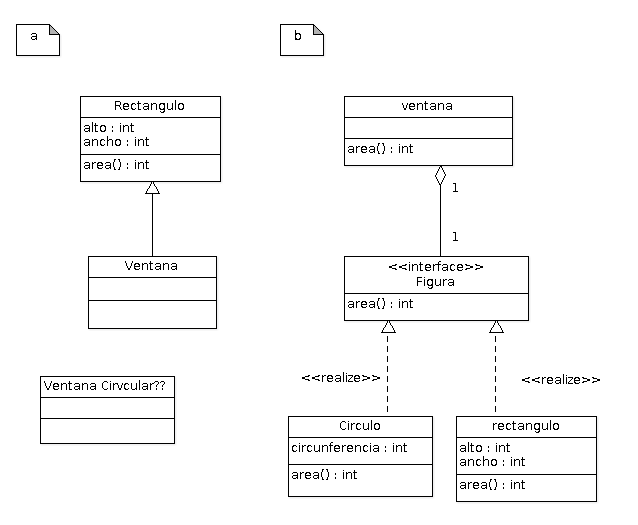 a
Rectangulo
alto : int
ancho : int
area() : int
Ventana
Ventana Cirvcular??
b
ventana
area() : int
1
1
<<interface>>
Figura
area() : int
<<realize>>
<<realize>>
Circulo
circunferencia : int
area() : int
rectangulo
alto : int
ancho : int
area() : int